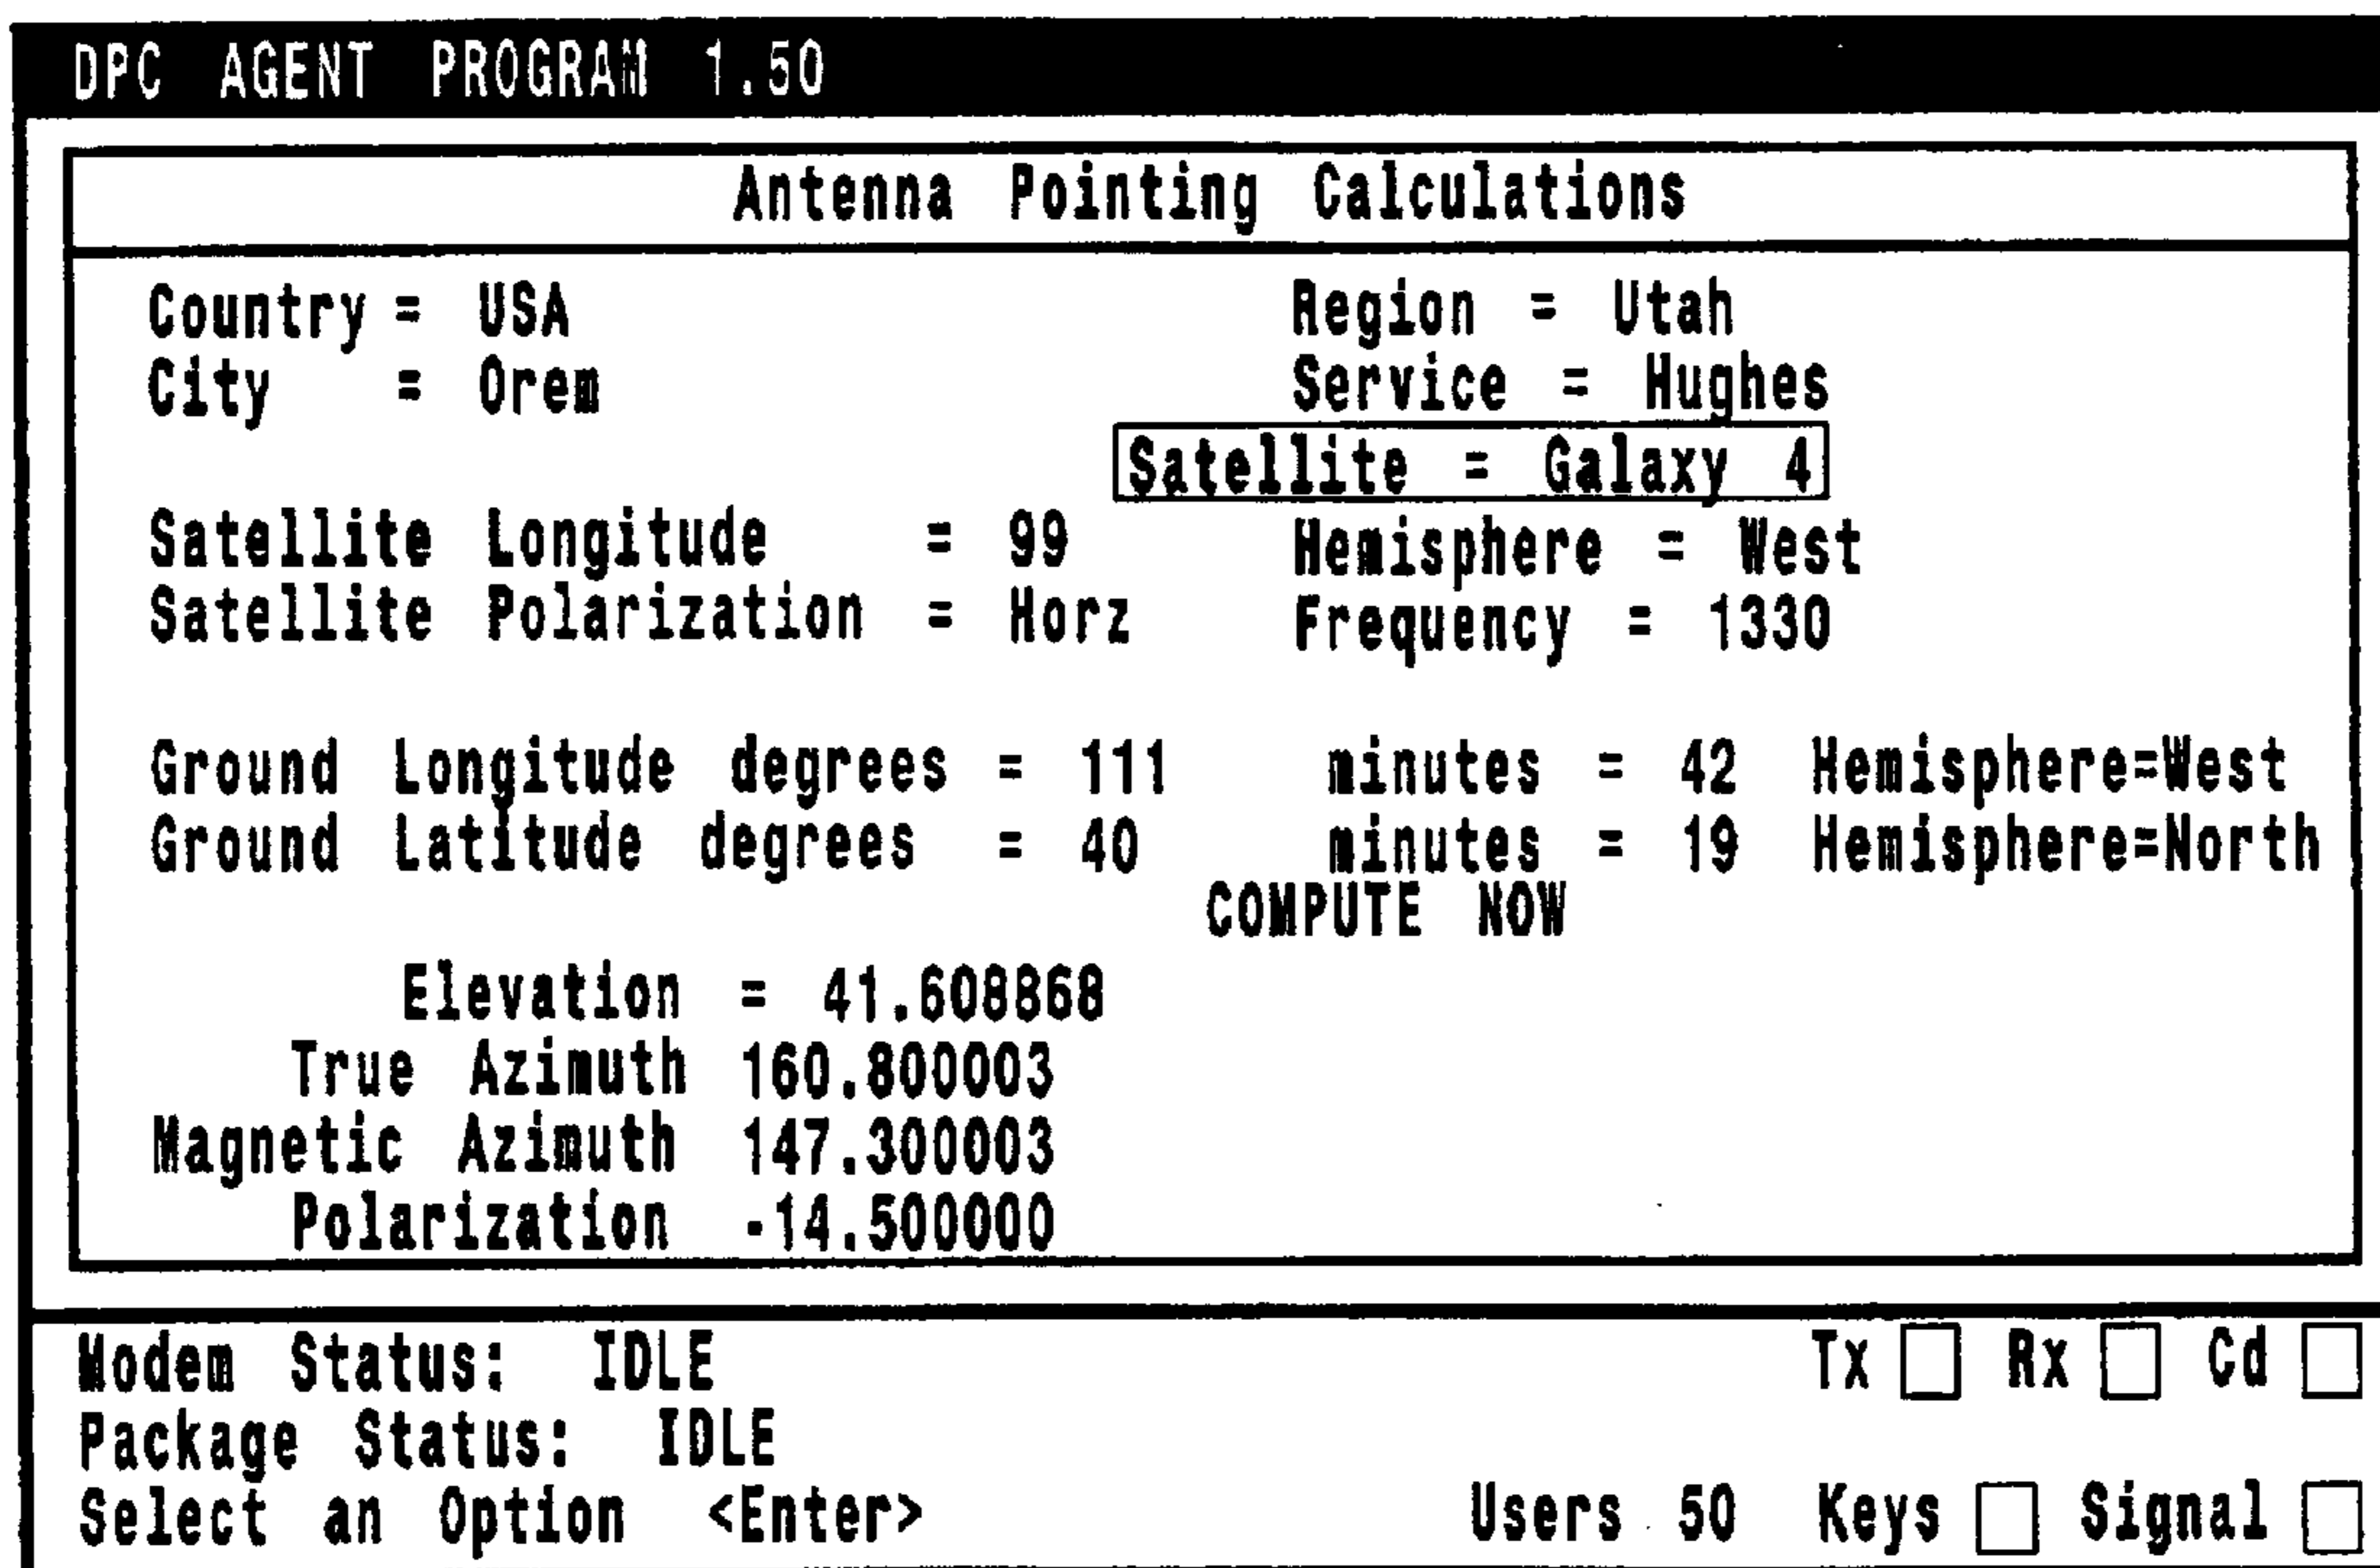 DPC AGENT PROGRAM 1.50
Antenna Pointing Calculations
Country = USA Region = Utah
City = Orem Service = Hughes
Satellite = Galaxy 4
Satellite Longitude = 99 Hemisphere = West
Satellite Polarization = Horz Frequency = 1330
Ground Longitude degrees = 111 minutes = 42 Hemisphere=West
Ground Latitude degrees = 40 minutes = 19 Hemisphere=North
COMPUTE NOW
Elevation = 41.608868
True Azimuth 160.800003
Magnetic Azimuth 147.300003
Polarization -14.500000
Modem Status: IDLE Tx Rx Cd
Package Status: IDLE
Select an Option <Enter> Users 50 Keys Signal